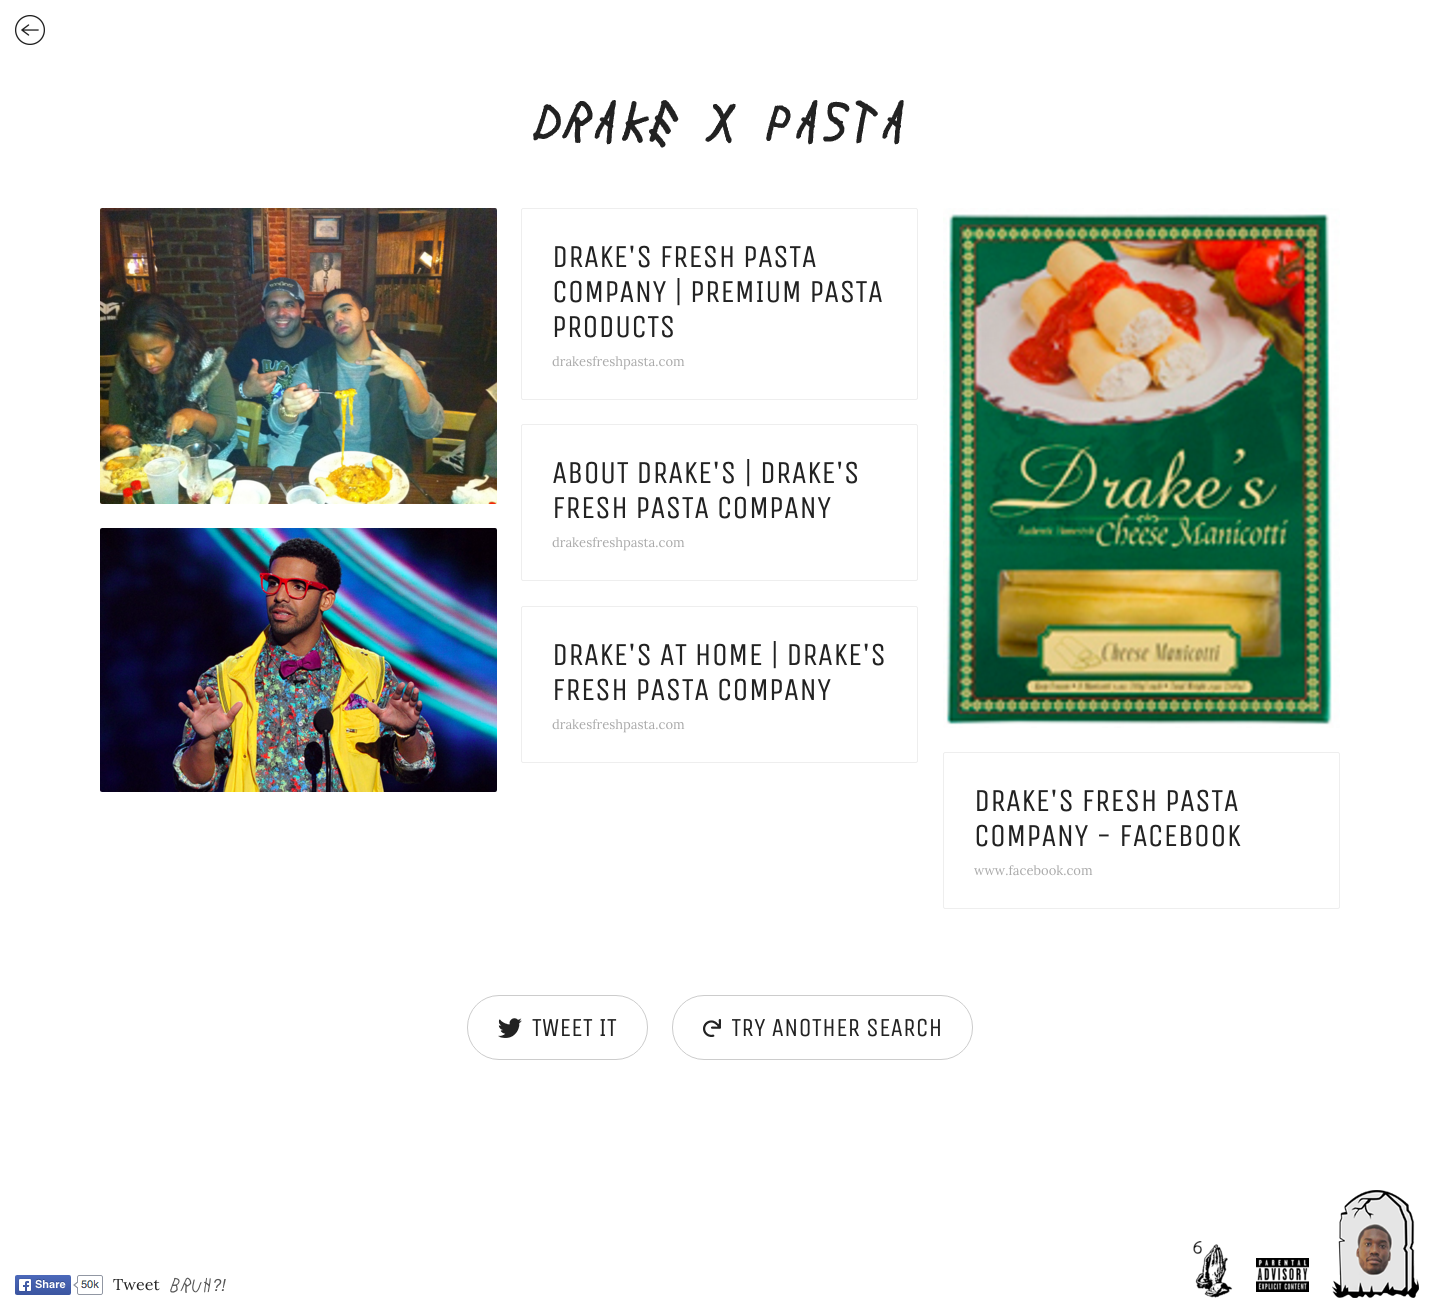 DRAKE X PASTA
DRAKE'S FRESH PASTA
COMPANY | PREMIUM PASTA
PRODUCTS
drakesfreshpasta.com
ABOUT DRAKE'S | DRAKE'S
FRESH PASTA COMPANY
drakesfreshpasta.com
DRAKE'S AT HOME | DRAKE'S
FRESH PASTA COMPANY
drakesfreshpasta.com
Drake's
Cheese Manicotti
Cheese Manicotti
DRAKE'S FRESH PASTA
COMPANY - FACEBOOK
www.facebook.com
TWEET IT
TRY ANOTHER SEARCH
Share 50k Tweet BRUH?!
6
PARENTAL
ADVISORY
EXPLICIT CONTENT